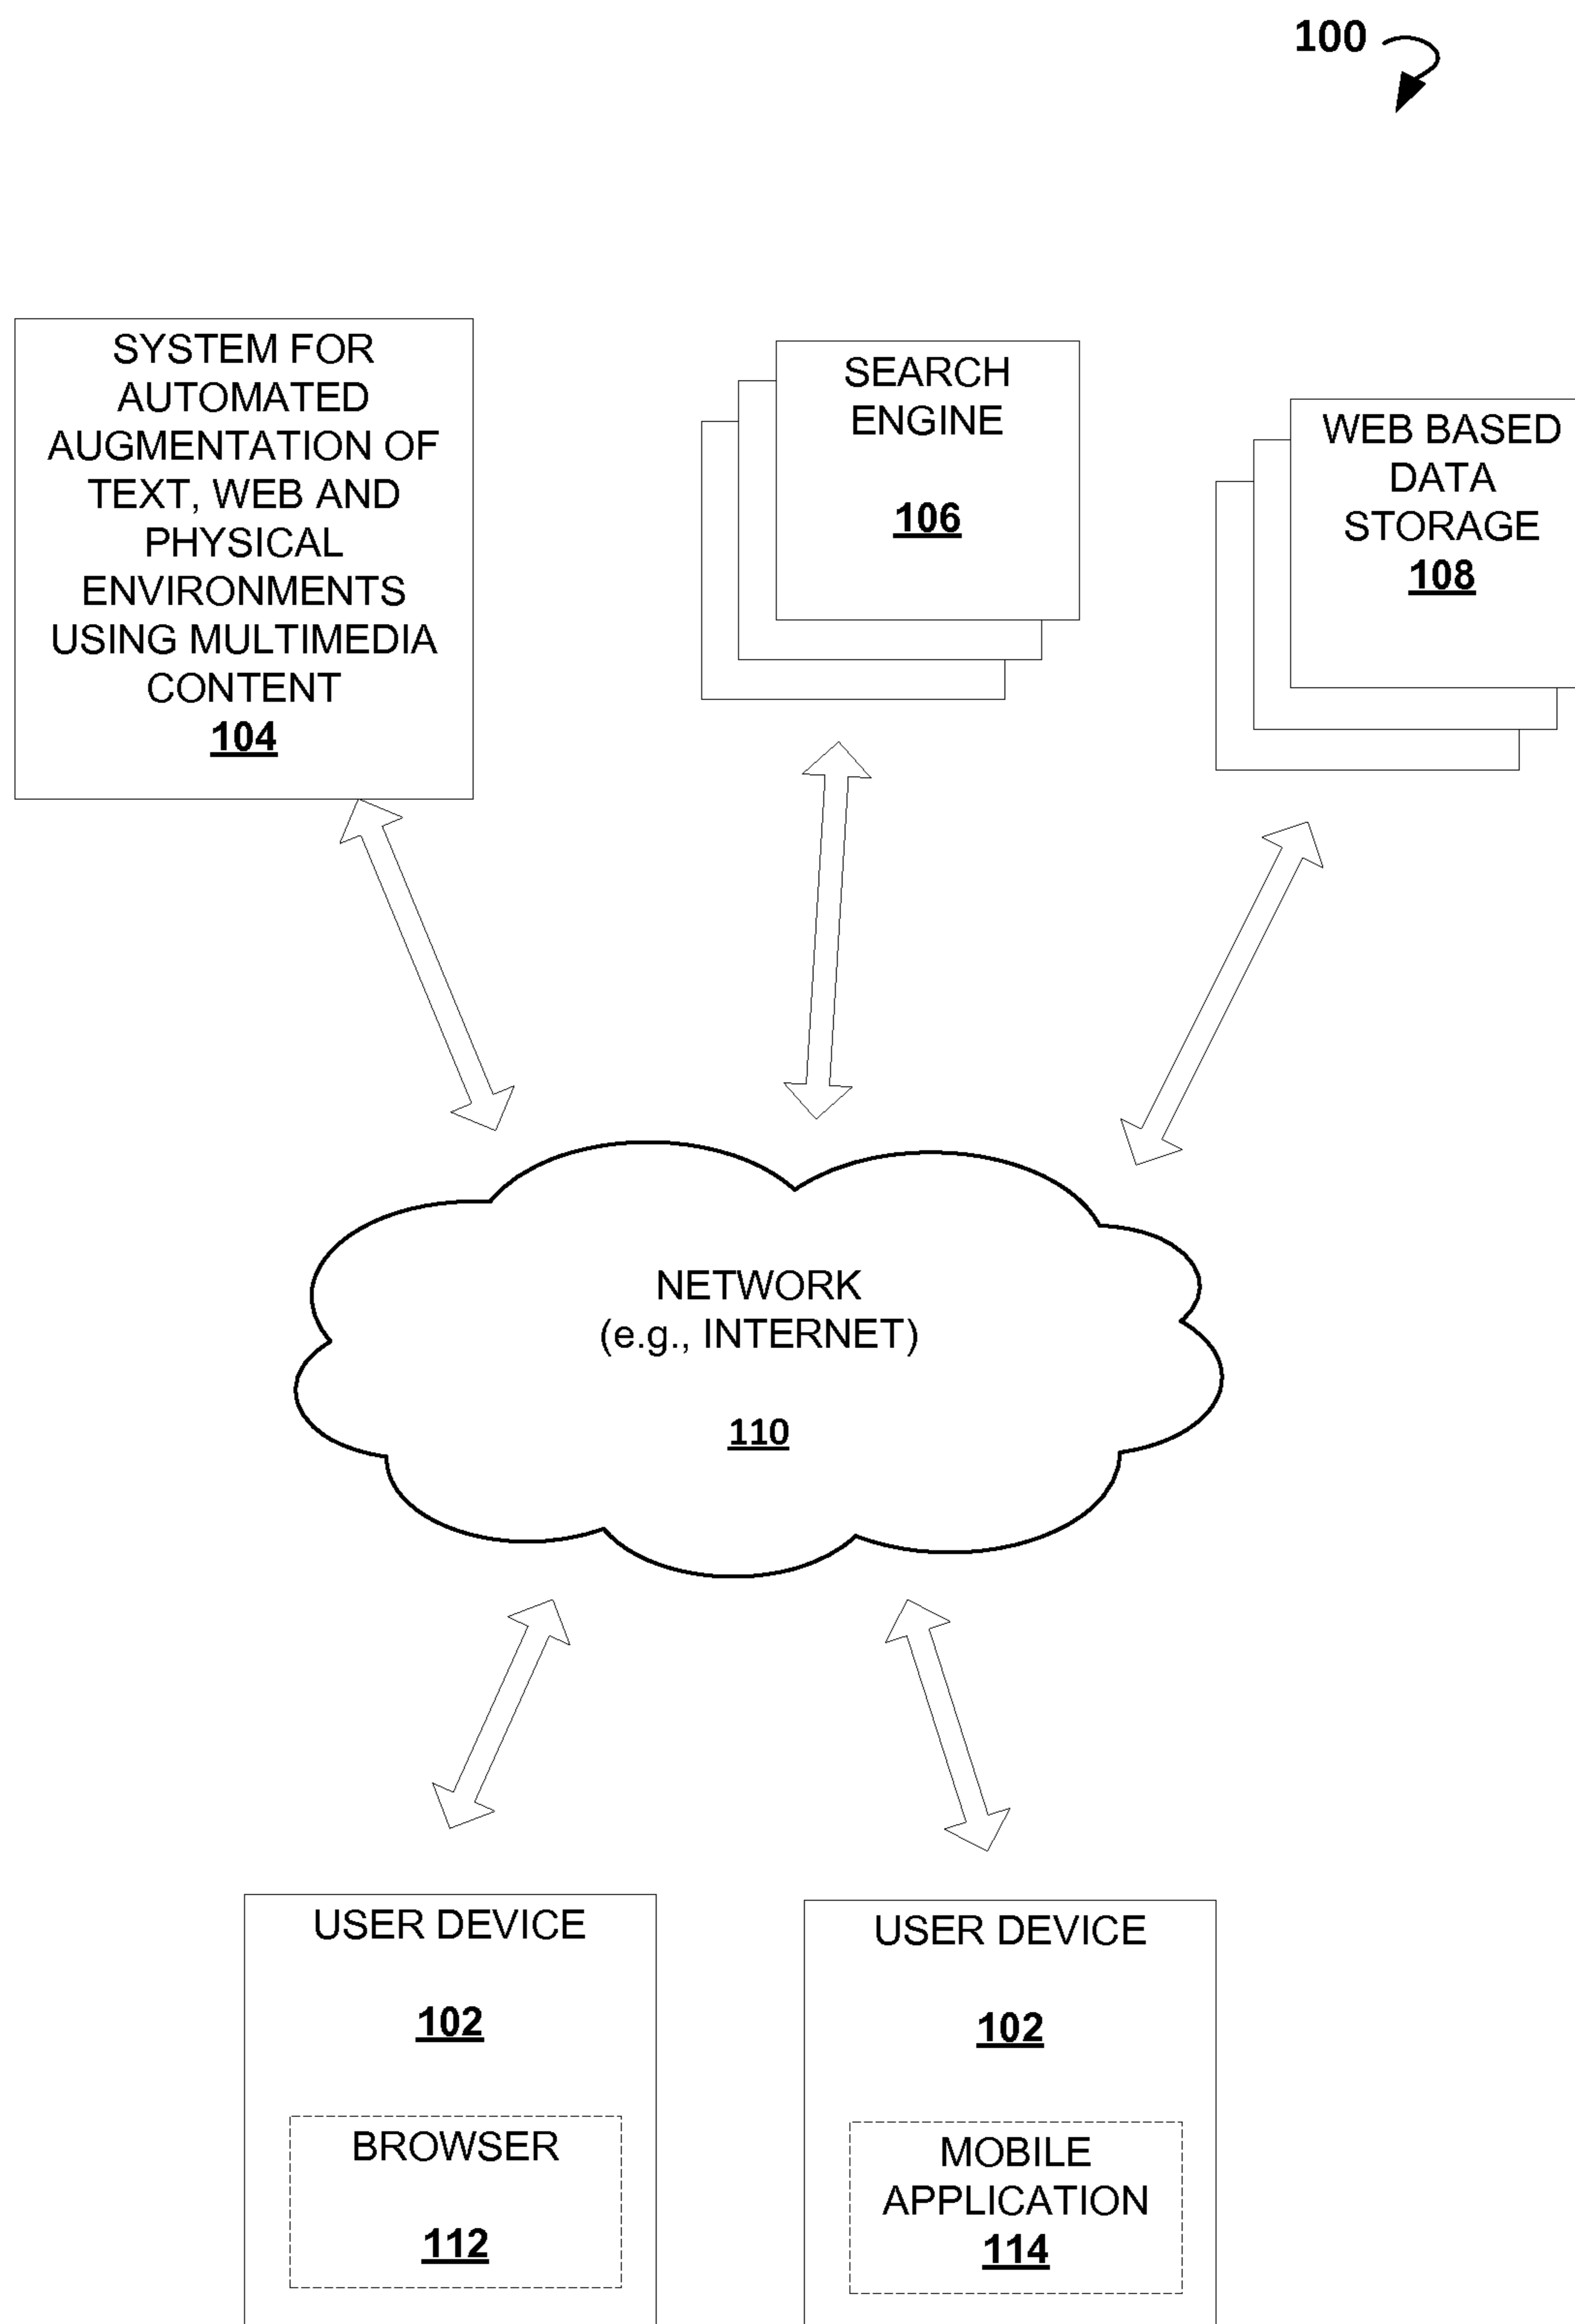 100
SYSTEM FOR
AUTOMATED
AUGMENTATION OF
TEXT, WEB AND
PHYSICAL
ENVIRONMENTS
USING MULTIMEDIA
CONTENT
104
SEARCH
ENGINE
106
WEB BASED
DATA
STORAGE
108
NETWORK
(e.g., INTERNET)
110
USER DEVICE
102
BROWSER
112
USER DEVICE
102
MOBILE
APPLICATION
114